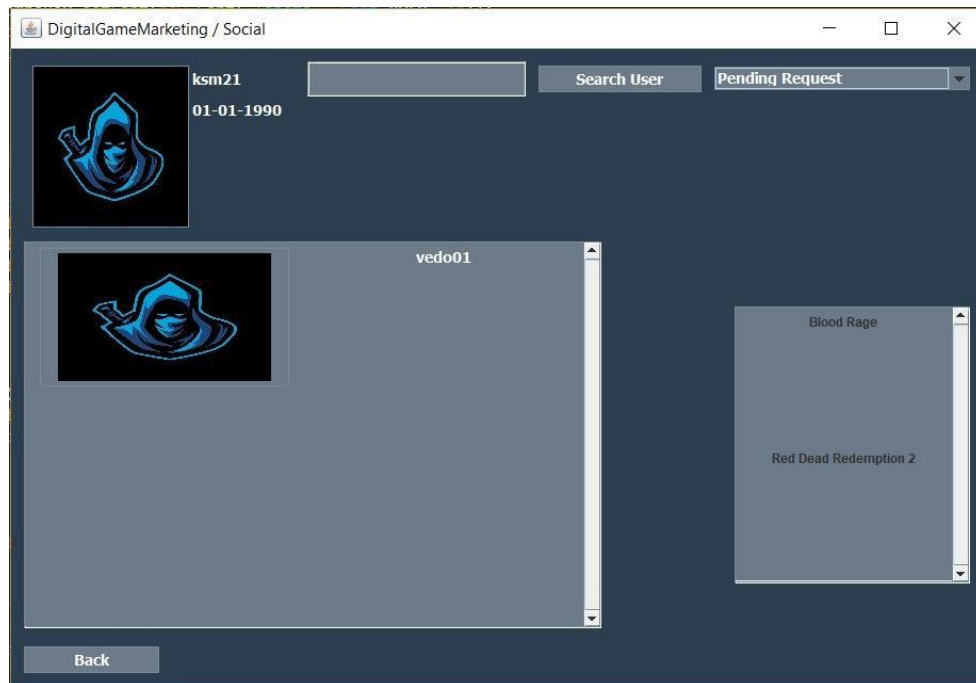 DigitalGameMarketing / Social
ksm21
Search User
Pending Request
01-01-1990
vedo01
Blood Rage
Red Dead Redemption 2
Back